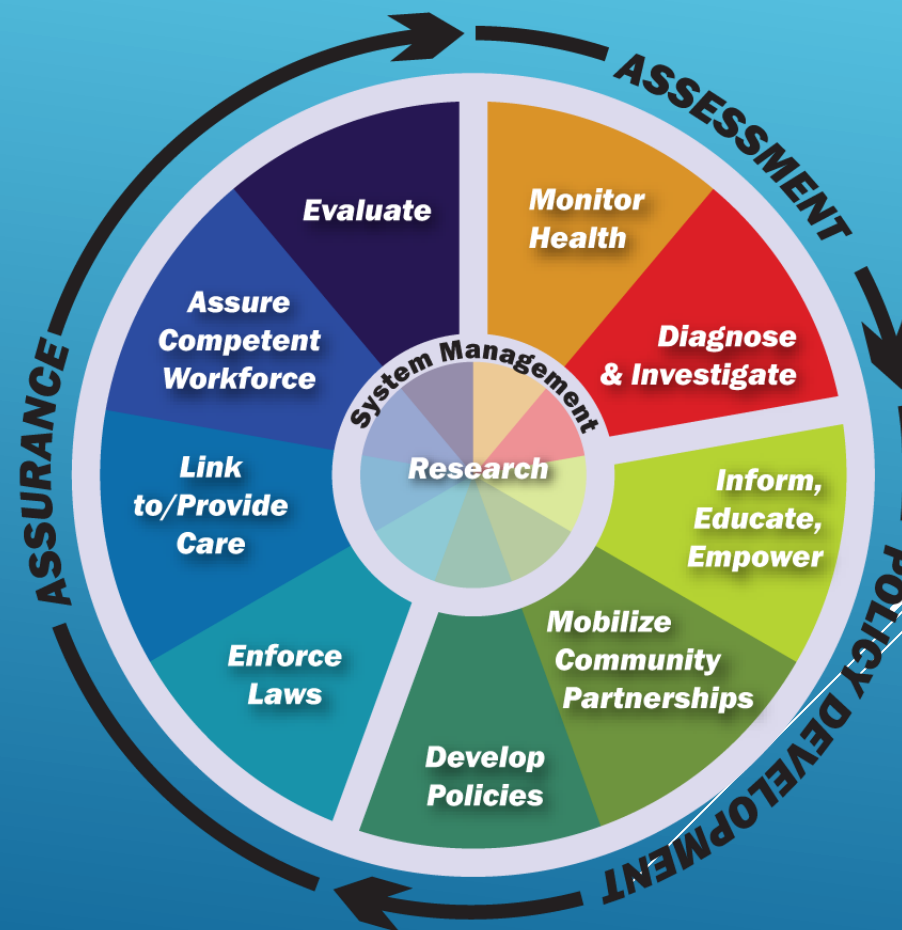 ASSESSMENT
Monitor
Health
Diagnose
& Investigate
Inform,
Educate,
Empower
POLICY DEVELOPMENT
Mobilize
Community
Partnerships
Develop
Policies
Enforce
Laws
ASSURANCE
Link
to/Provide
Care
Assure
Competent
Workforce
Evaluate
System Management
Research